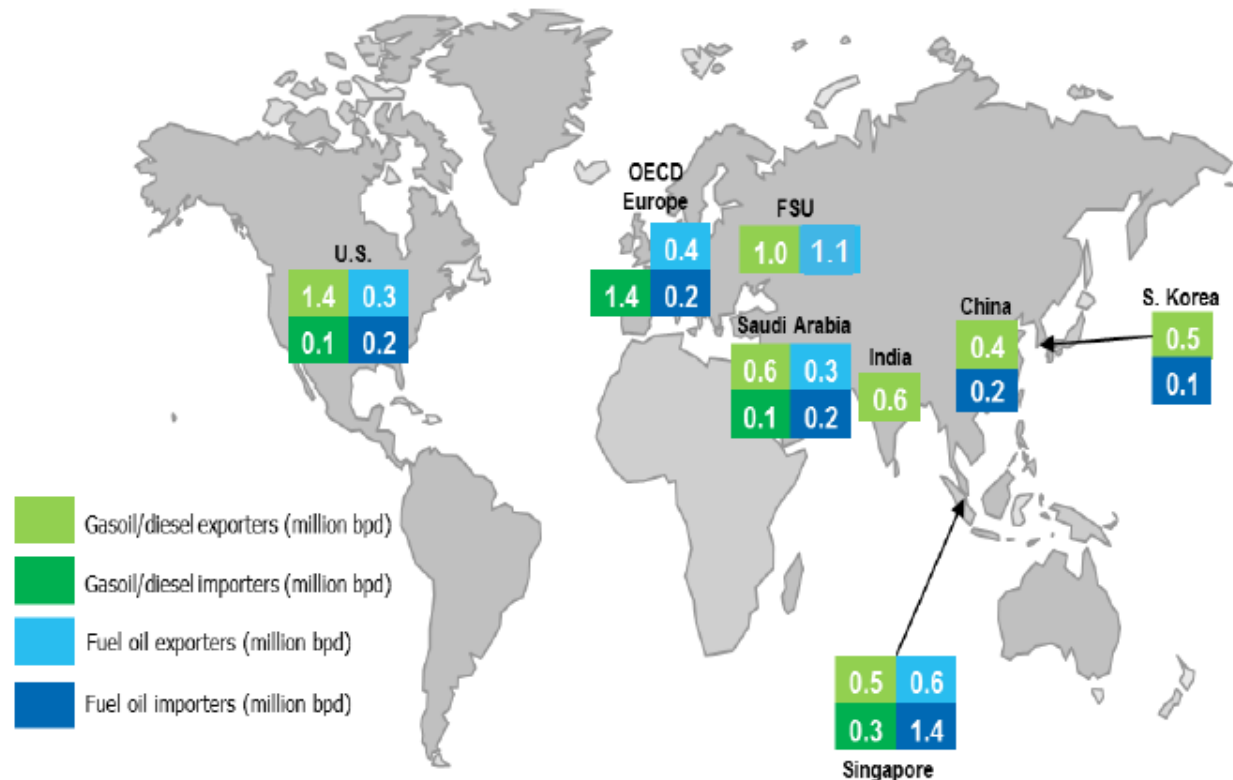 OECD
Europe
FSU
0.4
1.0 1.1
U.S.
1.4 0.3
1.4 0.2
0.1 0.2
S. Korea
China
Saudi Arabia
0.5
0.4
India
0.6 0.3
0.1
0.2
0.6
0.1 0.2
Gasoil/diesel exporters (million bpd)
Gasoil/diesel importers (million bpd)
Fuel oil exporters (million bpd)
Fuel oil importers (million bpd)
0.5 0.6
0.3 1.4
Singapore